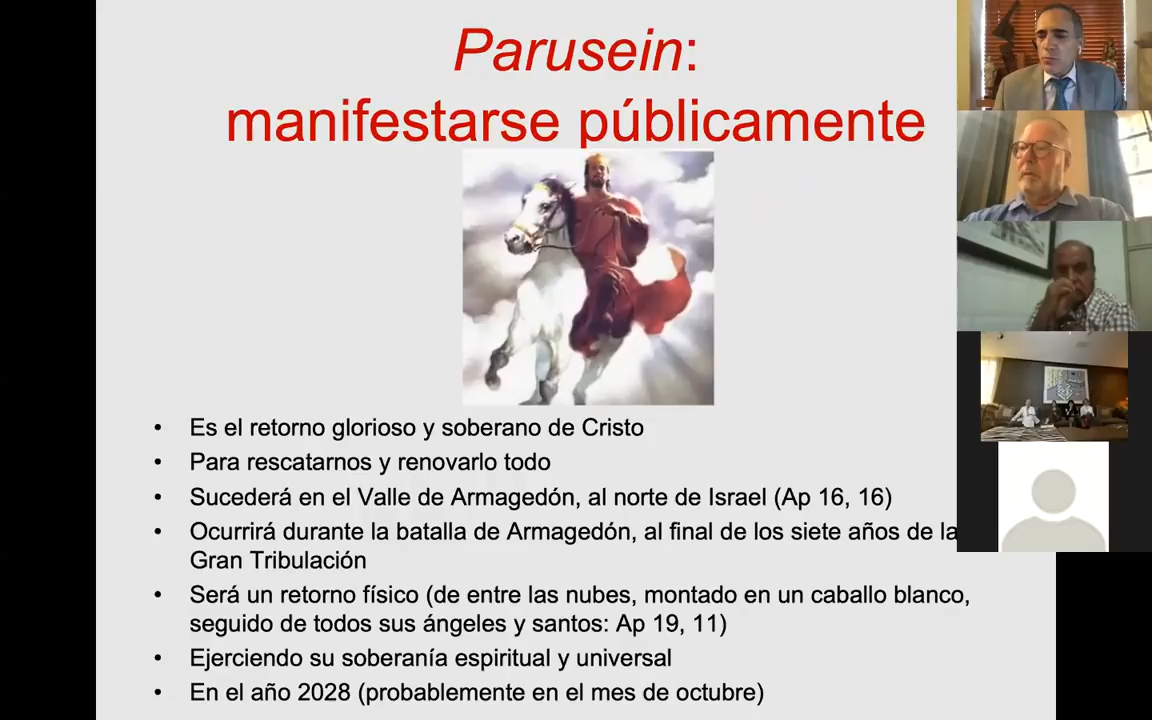 Parusein:
manifestarse públicamente
• Es el retorno glorioso y soberano de Cristo
• Para rescatarnos y renovarlo todo
• Sucederá en el Valle de Armagedón, al norte de Israel (Ap 16, 16)
• Ocurrirá durante la batalla de Armagedón, al final de los siete años de la
Gran Tribulación
• Será un retorno físico (de entre las nubes, montado en un caballo blanco,
seguido de todos sus ángeles y santos: Ap 19, 11)
• Ejerciendo su soberanía espiritual y universal
• En el año 2028 (probablemente en el mes de octubre)